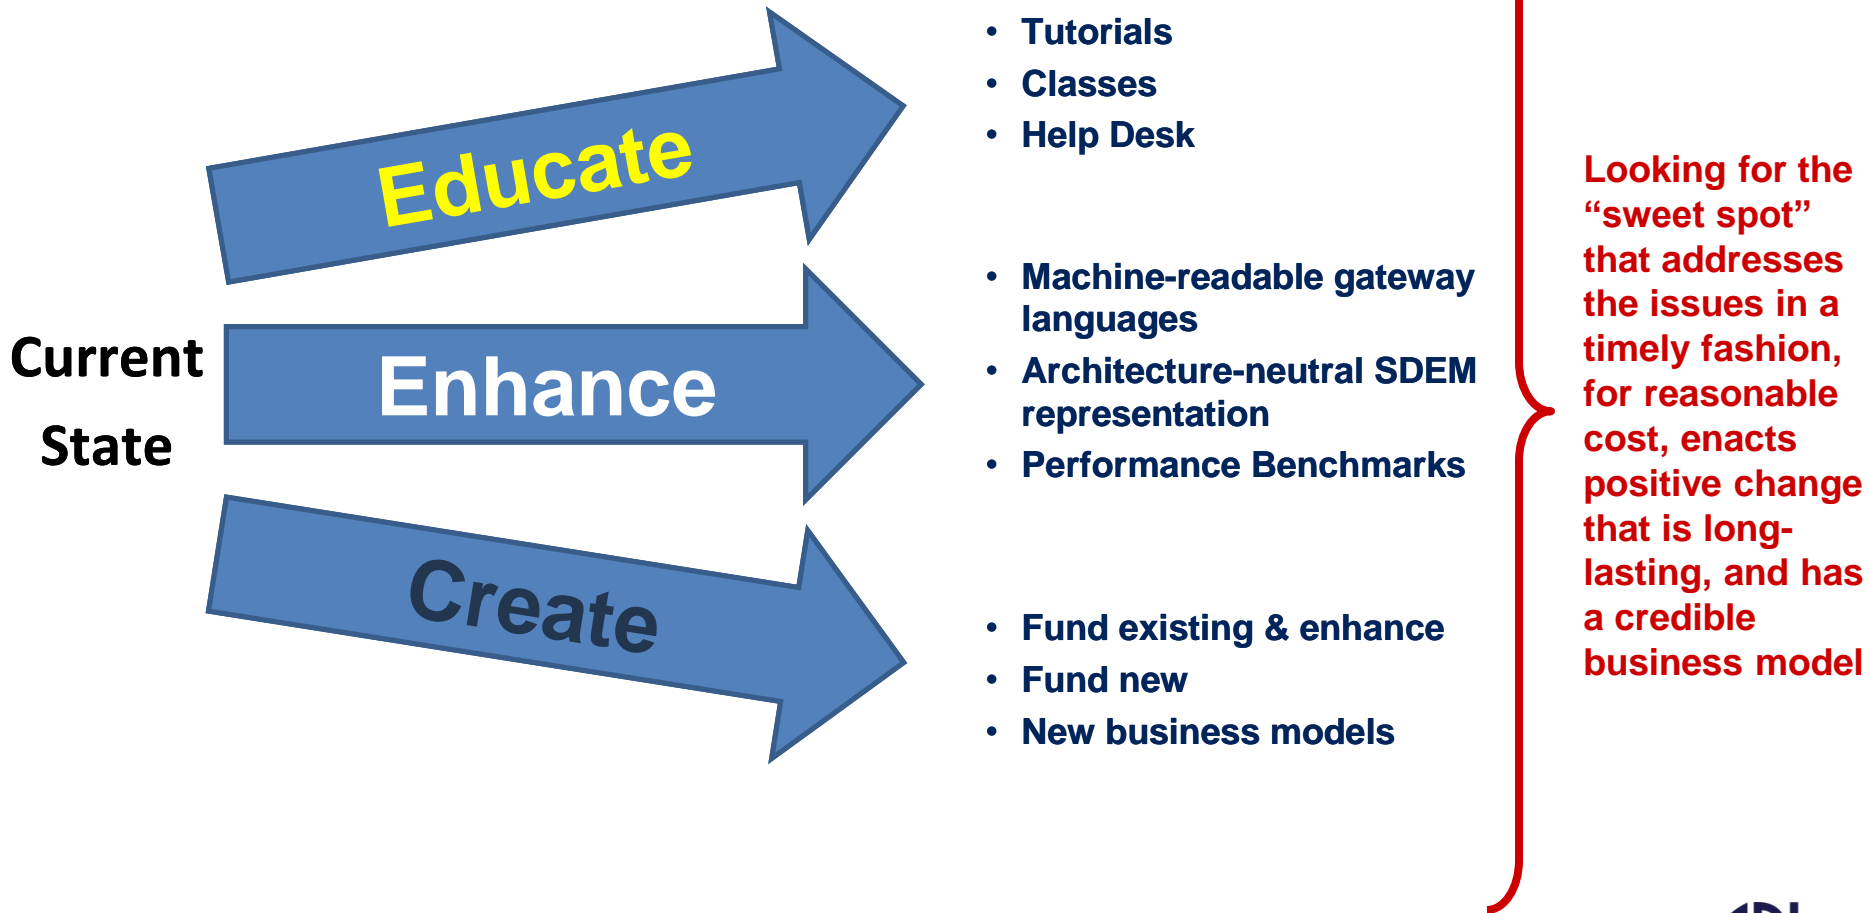 • Tutorials
• Classes
• Help Desk
Educate
Current
State
Enhance
• Machine-readable gateway
languages
• Architecture-neutral SDEM
representation
• Performance Benchmarks
Create
• Fund existing & enhance
• Fund new
• New business models
Looking for the
“sweet spot”
that addresses
the issues in a
timely fashion,
for reasonable
cost, enacts
positive change
that is long-
lasting, and has
a credible
business model